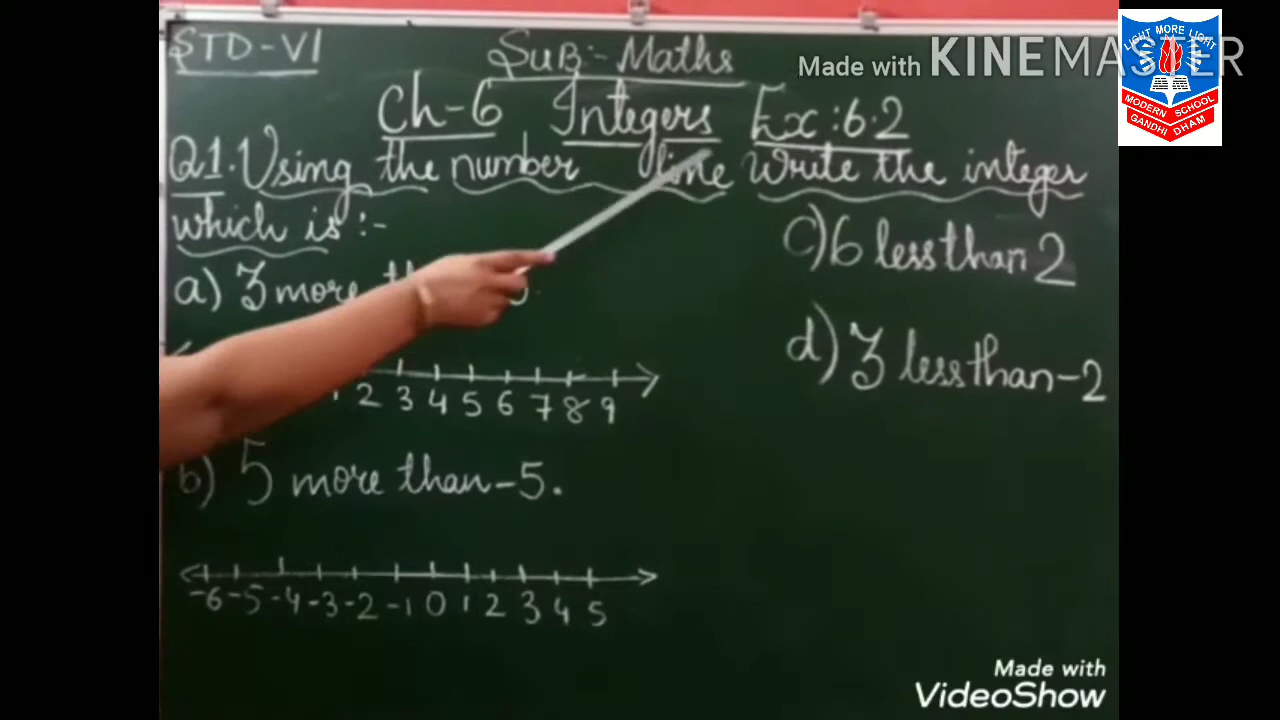 STD-VI
Sub:- Maths
Made with KINEMASTER
LIGHT MORE LIGHT
MODERN SCHOOL
GANDHI DHAM
Ch-6 Integers Ex:6.2
Q1. Using the number line Write the integer
which is :-
a) 3 more
2 3 4 5 6 7 8 9
b) 5 more than -5.
-6 -5 -4 -3 -2 -1 0 1 2 3 4 5
c) 6 less than 2
d) 3 less than -2
Made with
VideoShow